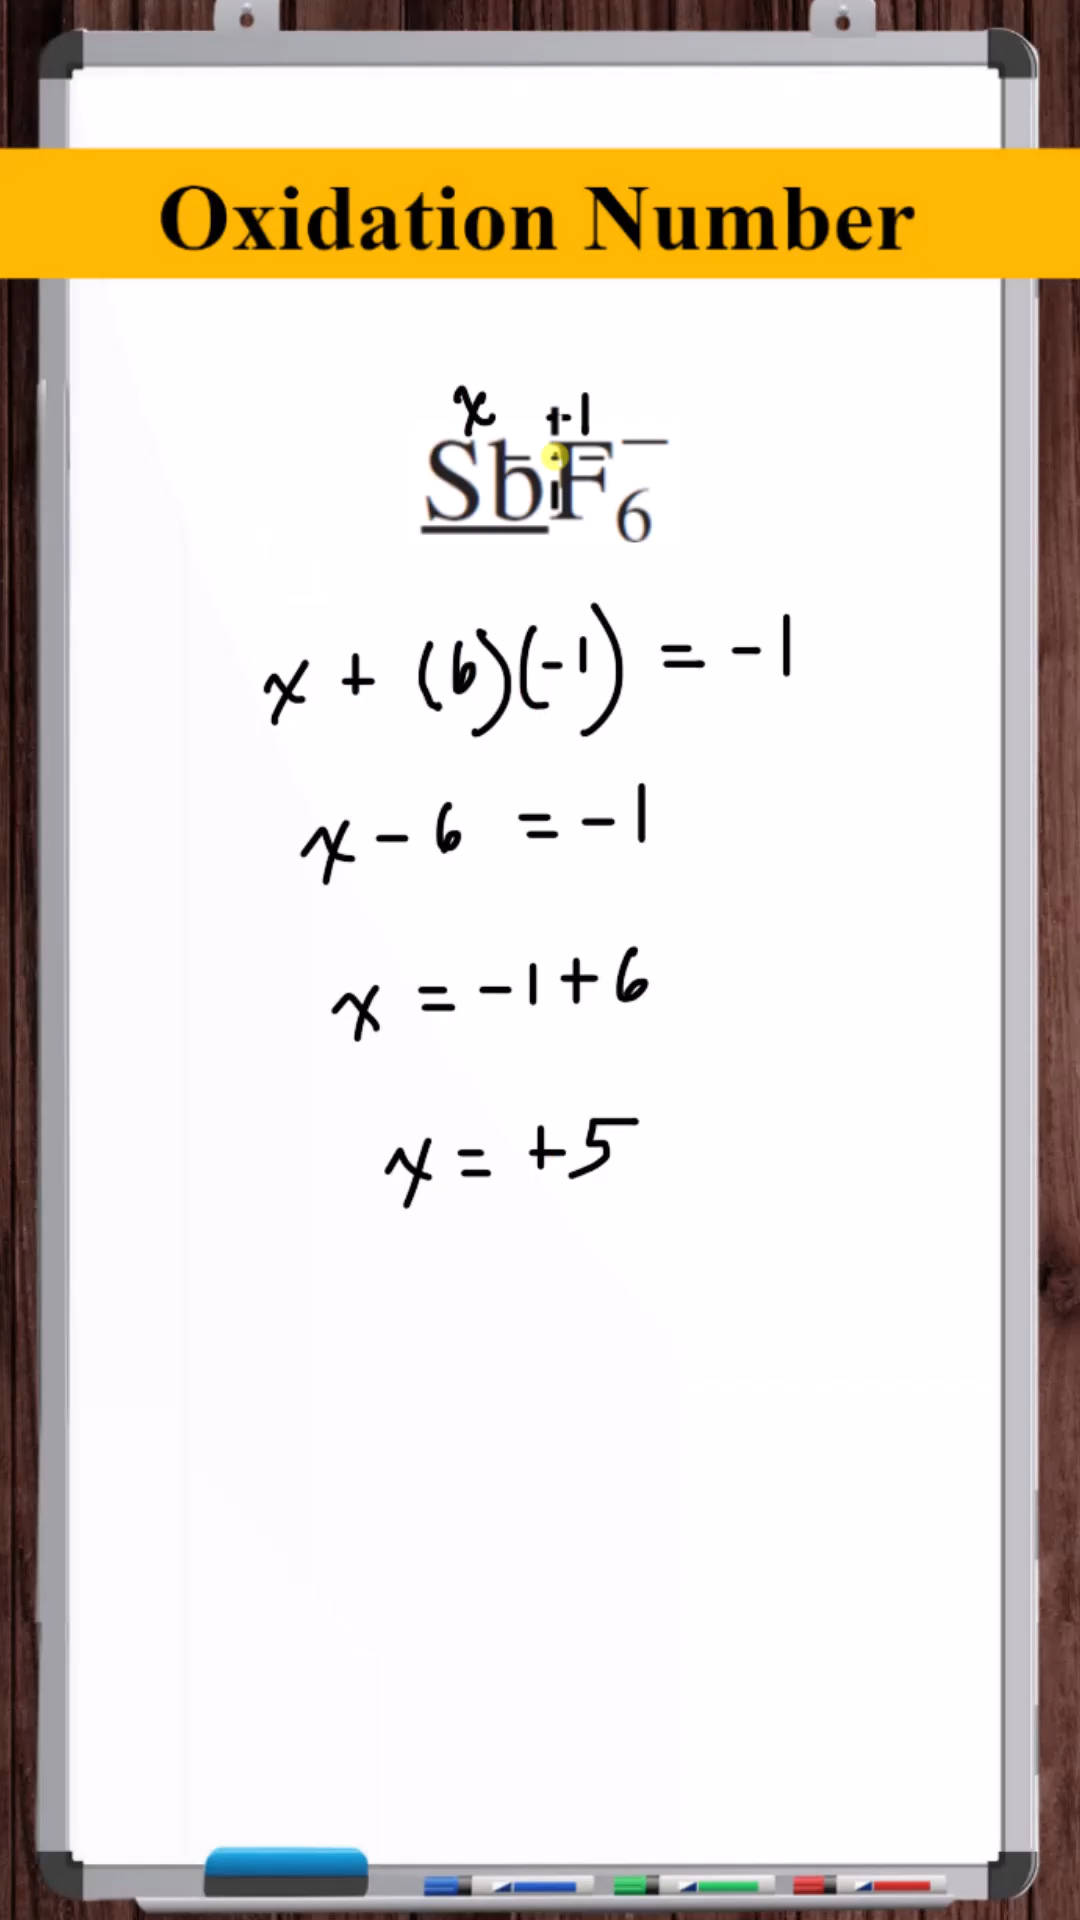 Oxidation Number
x +1
SbF₆⁻
x + (6)(-1) = -1
x - 6 = -1
x = -1 + 6
x = +5